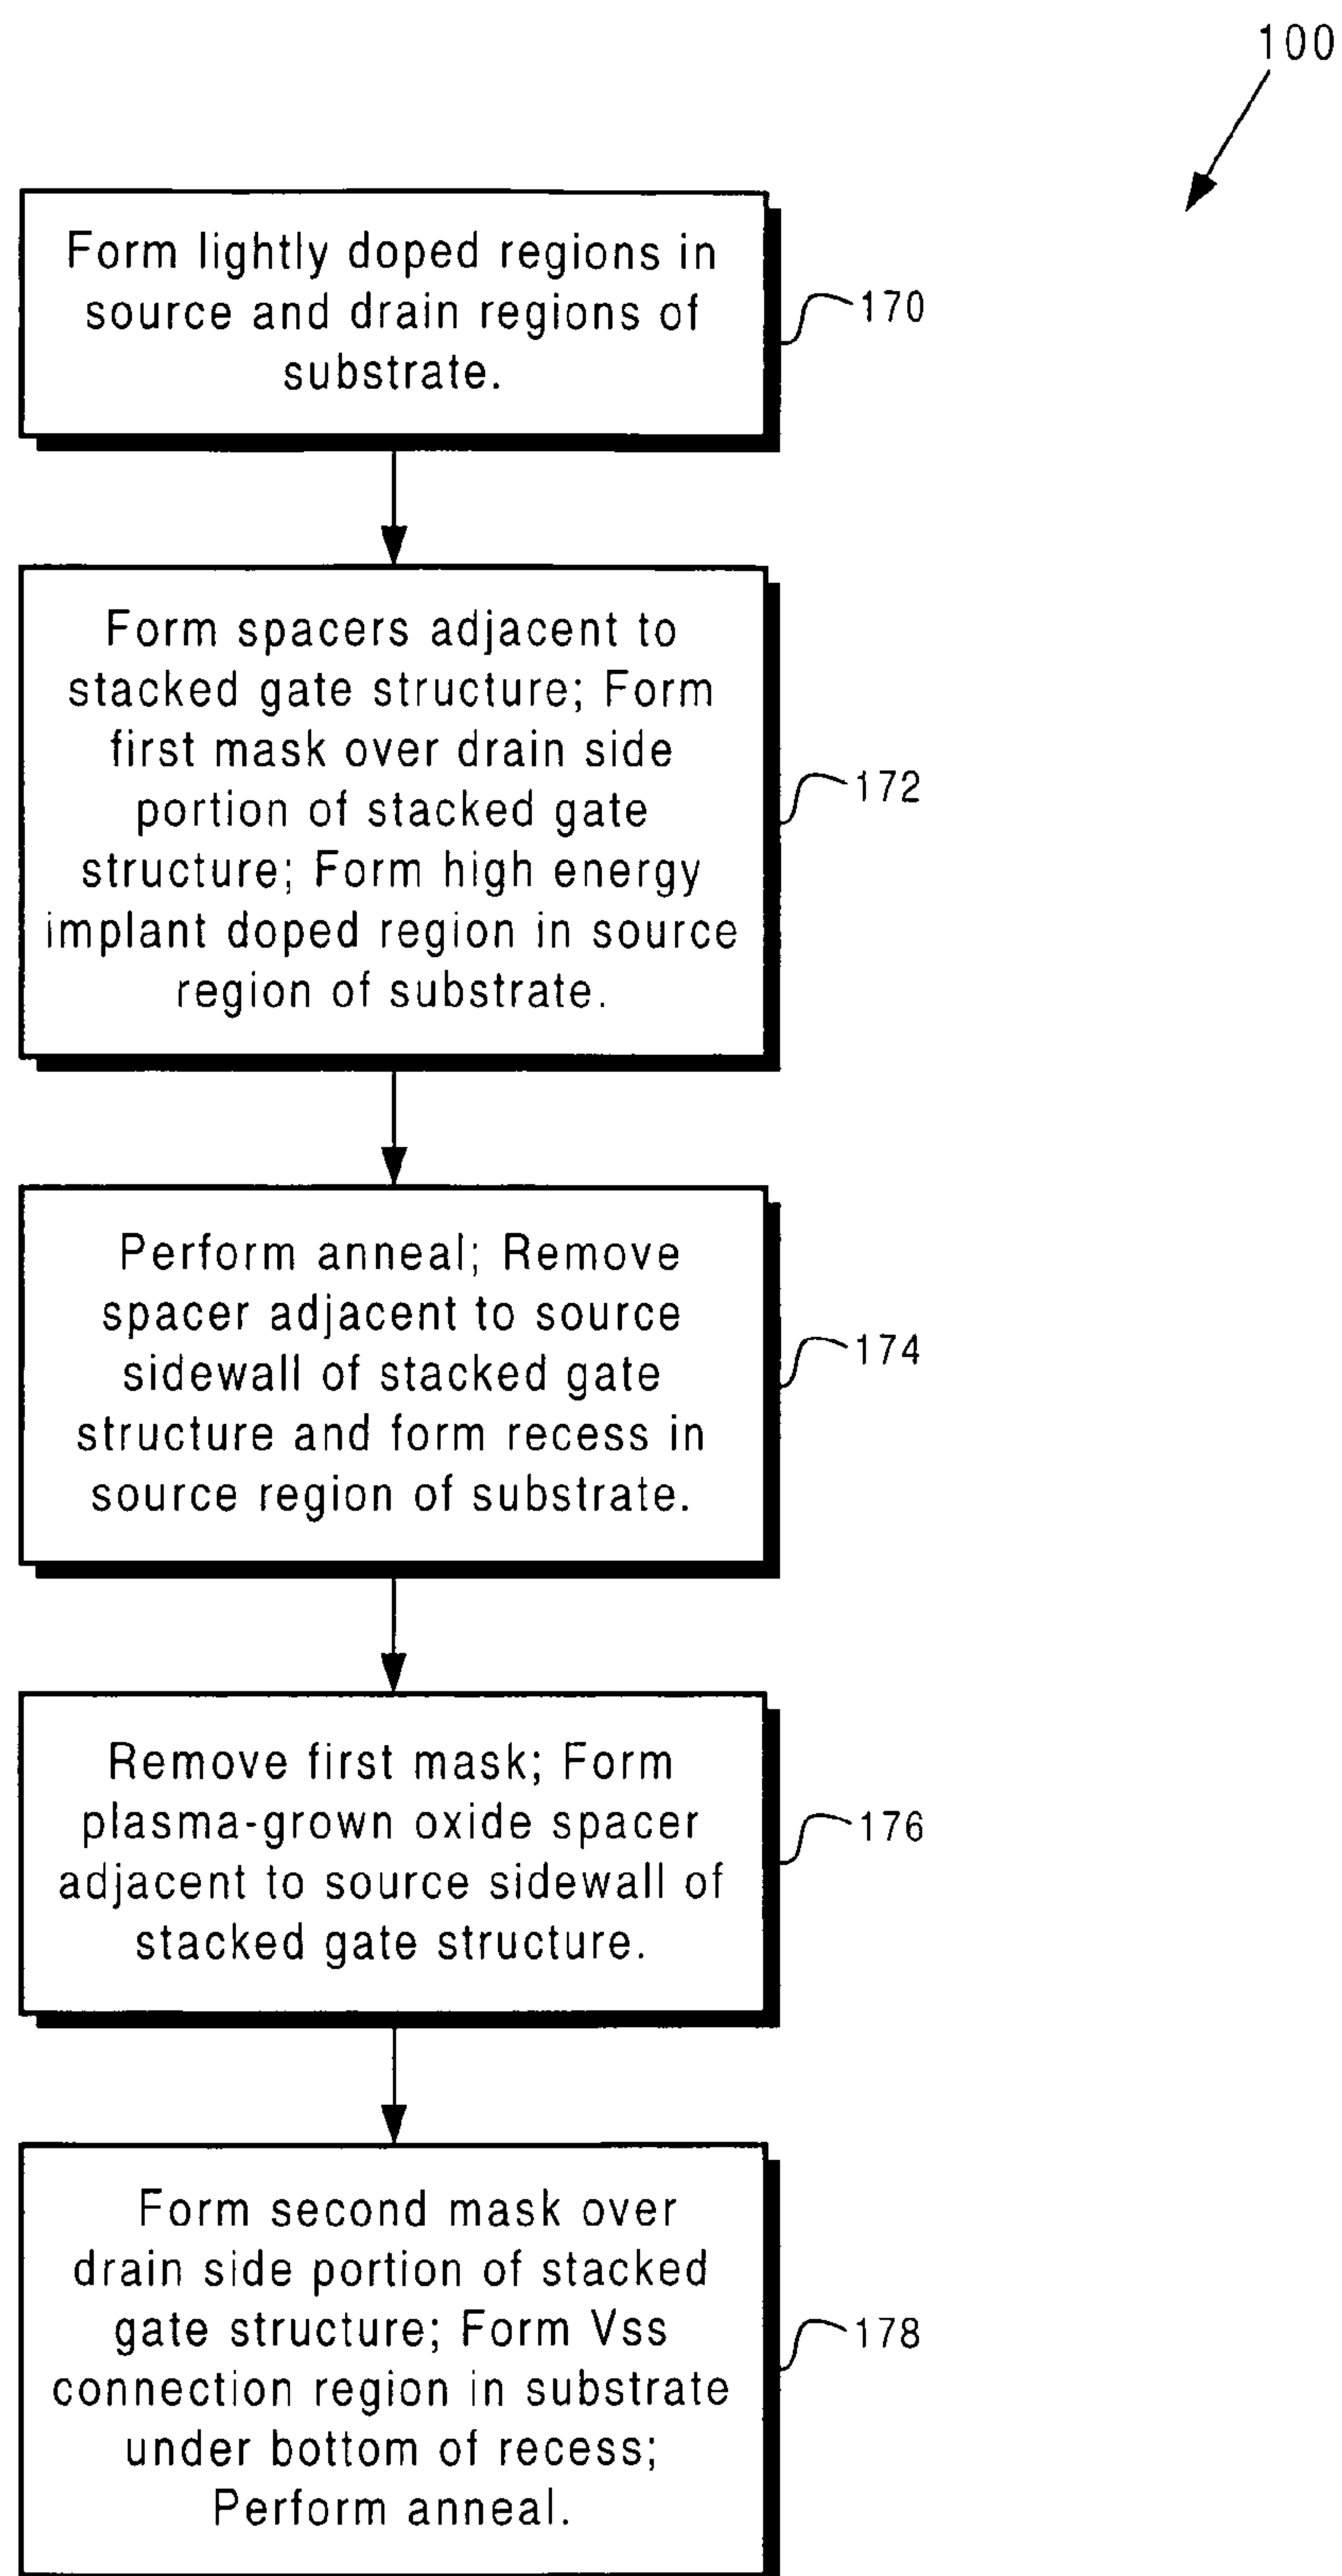 100
Form lightly doped regions in
source and drain regions of
substrate.
170
Form spacers adjacent to
stacked gate structure; Form
first mask over drain side
portion of stacked gate
structure; Form high energy
implant doped region in source
region of substrate.
172
Perform anneal; Remove
spacer adjacent to source
sidewall of stacked gate
structure and form recess in
source region of substrate.
174
Remove first mask; Form
plasma-grown oxide spacer
adjacent to source sidewall of
stacked gate structure.
176
Form second mask over
drain side portion of stacked
gate structure; Form Vss
connection region in substrate
under bottom of recess;
Perform anneal.
178